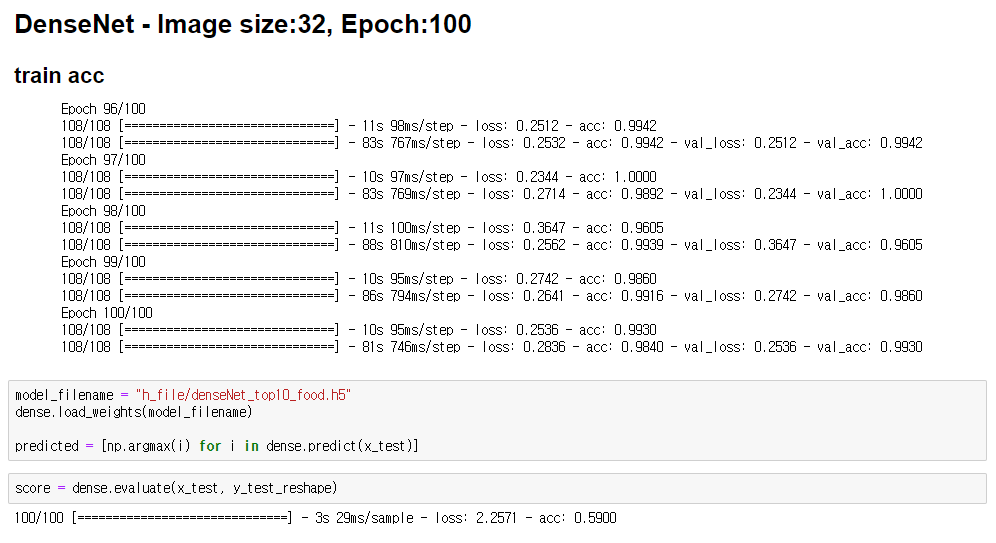 DenseNet - Image size:32, Epoch:100
train acc
Epoch 96/100
108/108 [==============================] - 11s 98ms/step - loss: 0.2512 - acc: 0.9942
108/108 [==============================] - 83s 767ms/step - loss: 0.2532 - acc: 0.9942 - val_loss: 0.2512 - val_acc: 0.9942
Epoch 97/100
108/108 [==============================] - 10s 97ms/step - loss: 0.2344 - acc: 1.0000
108/108 [==============================] - 83s 769ms/step - loss: 0.2714 - acc: 0.9892 - val_loss: 0.2344 - val_acc: 1.0000
Epoch 98/100
108/108 [==============================] - 11s 100ms/step - loss: 0.3647 - acc: 0.9605
108/108 [==============================] - 88s 810ms/step - loss: 0.2562 - acc: 0.9939 - val_loss: 0.3647 - val_acc: 0.9605
Epoch 99/100
108/108 [==============================] - 10s 95ms/step - loss: 0.2742 - acc: 0.9860
108/108 [==============================] - 86s 794ms/step - loss: 0.2641 - acc: 0.9916 - val_loss: 0.2742 - val_acc: 0.9860
Epoch 100/100
108/108 [==============================] - 10s 95ms/step - loss: 0.2536 - acc: 0.9930
108/108 [==============================] - 81s 746ms/step - loss: 0.2836 - acc: 0.9840 - val_loss: 0.2536 - val_acc: 0.9930
model_filename = "h_file/denseNet_top10_food.h5"
dense.load_weights(model_filename)
predicted = [np.argmax(i) for i in dense.predict(x_test)]
score = dense.evaluate(x_test, y_test_reshape)
100/100 [==============================] - 3s 29ms/sample - loss: 2.2571 - acc: 0.5900